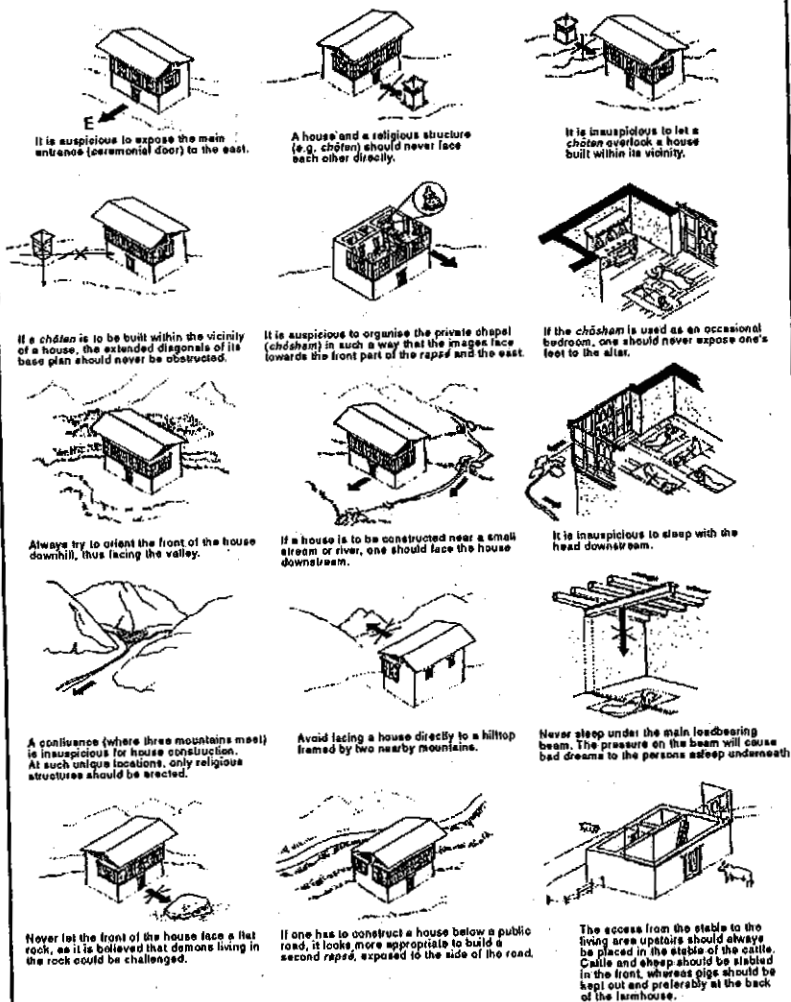 E
It is auspicious to expose the main
entrance (ceremonial door) to the east.
A house and a religious structure
(e.g. chöten) should never face
each other directly.
It is inauspicious to let a
chöten overlook a house
built within its vicinity.
If a chöten is to be built within the vicinity
of a house, the extended diagonals of its
base plan should never be obstructed.
It is auspicious to organise the private chapel
(chösham) in such a way that the images face
towards the front part of the rapsé and the east.
If the chösham is used as an occasional
bedroom, one should never expose one's
feet to the altar.
Always try to orient the front of the house
downhill, thus facing the valley.
If a house is to be constructed near a small
stream or river, one should face the house
downstream.
It is inauspicious to sleep with the
head downstream.
A confluence (where three mountains meet)
is inauspicious for house construction.
At such unique locations, only religious
structures should be erected.
Avoid facing a house directly to a hilltop
framed by two nearby mountains.
Never sleep under the main loadbearing
beam. The pressure on the beam will cause
bad dreams to the persons asleep underneath
Never let the front of the house face a flat
rock, as it is believed that demons living in
the rock could be challenged.
If one has to construct a house below a public
road, it looks more appropriate to build a
second rapsé, exposed to the side of the road.
The access from the stable to the
living area upstairs should always
be placed in the stable of the cattle.
Cattle and sheep should be stabled
in the front, whereas pigs should be
kept out and preferably at the back
of the farmhouse.